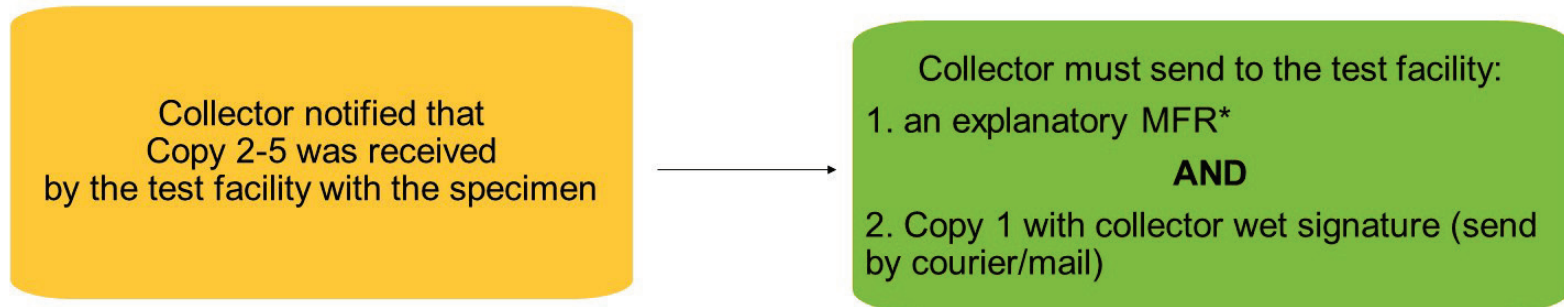 Collector notified that
Copy 2-5 was received
by the test facility with the specimen
Collector must send to the test facility:
1. an explanatory MFR*
AND
2. Copy 1 with collector wet signature (send
by courier/mail)